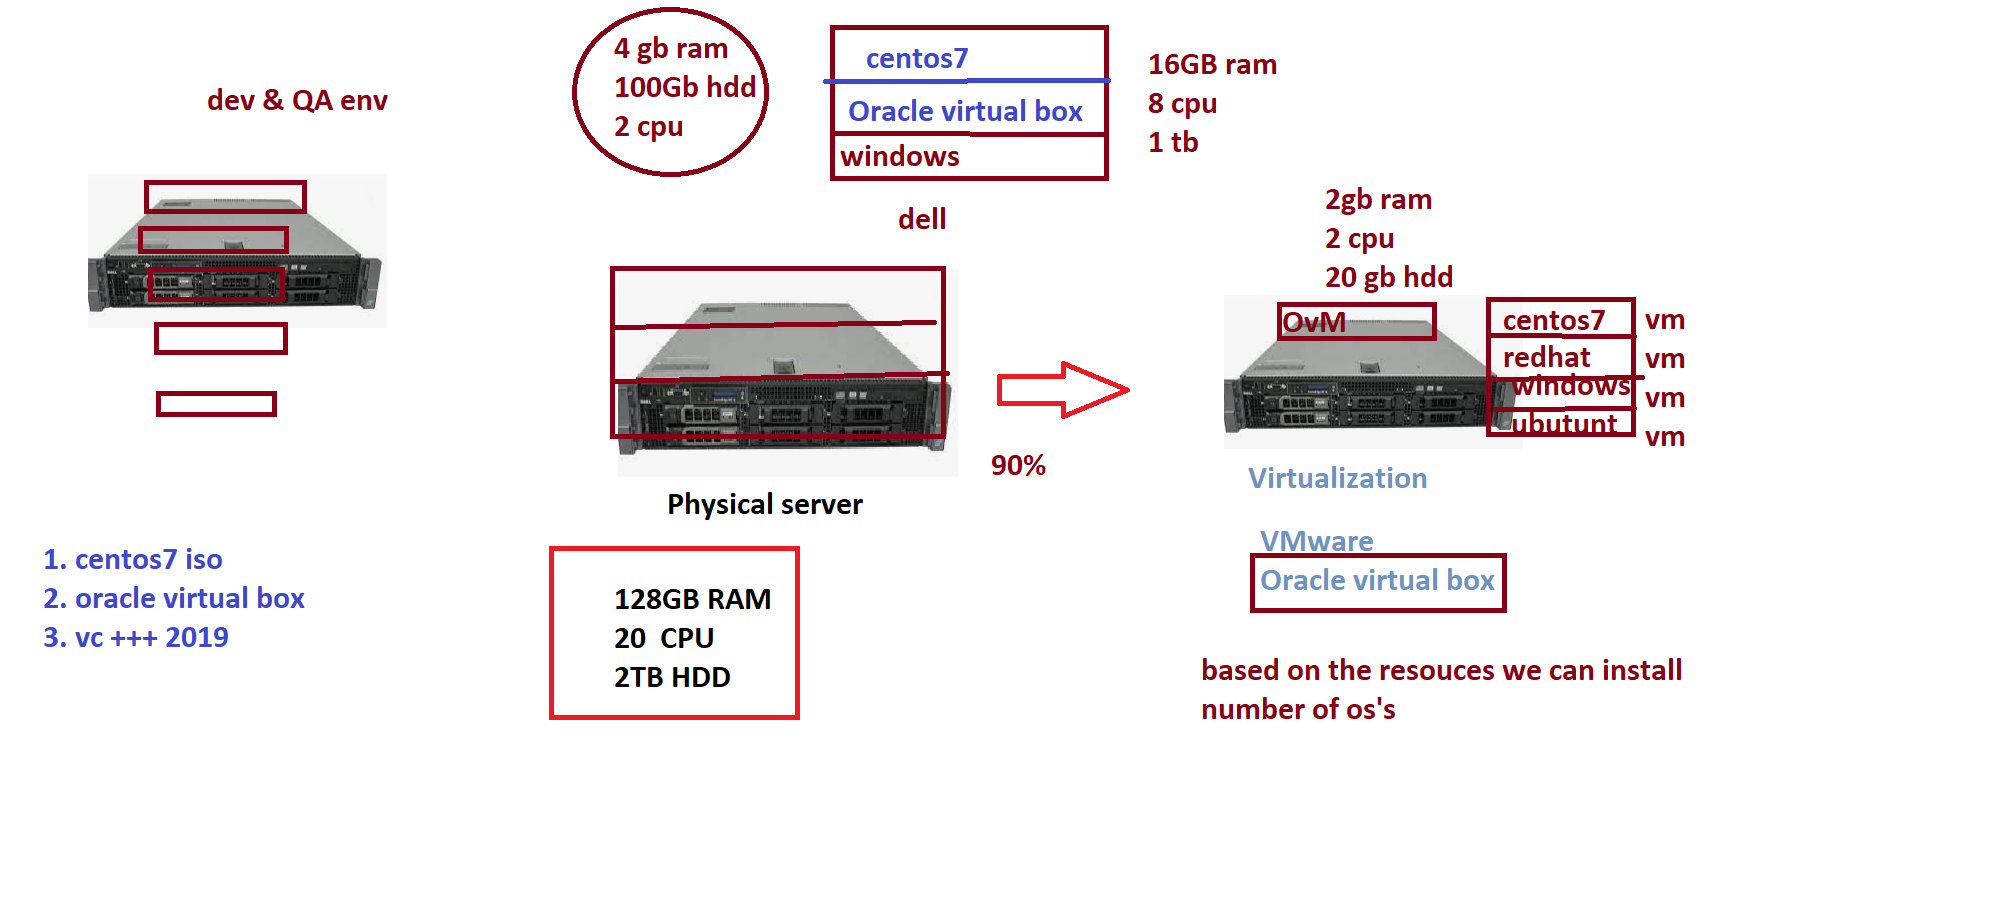 dev & QA env
4 gb ram
100Gb hdd
2 cpu
centos7
Oracle virtual box
windows
16GB ram
8 cpu
1 tb
dell
2gb ram
2 cpu
20 gb hdd
OvM
centos7 vm
redhat vm
windows vm
ubutunt vm
90%
Physical server
Virtualization
VMware
Oracle virtual box
1. centos7 iso
2. oracle virtual box
3. vc +++ 2019
128GB RAM
20 CPU
2TB HDD
based on the resouces we can install
number of os's